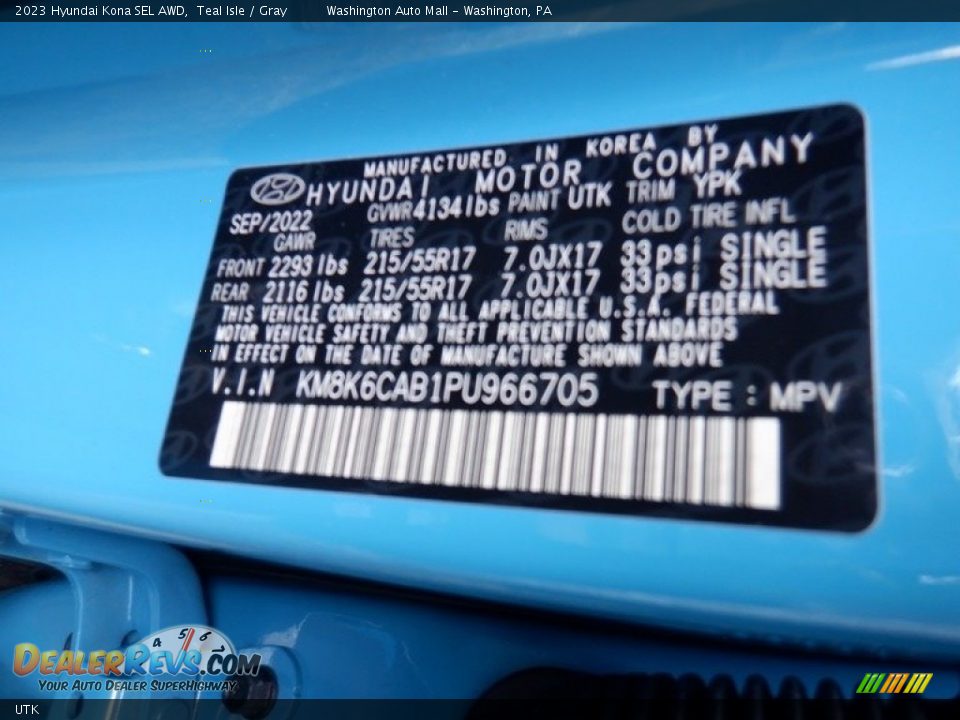 2023 Hyundai Kona SEL AWD, Teal Isle / Gray Washington Auto Mall - Washington, PA
MANUFACTURED IN KOREA BY
HYUNDAI MOTOR COMPANY
SEP/2022 GVWR 4134 lbs PAINT UTK TRIM YPK
GAWR TIRES RIMS COLD TIRE INFL
FRONT 2293 lbs 215/55R17 7.0JX17 33psi SINGLE
REAR 2116 lbs 215/55R17 7.0JX17 33psi SINGLE
THIS VEHICLE CONFORMS TO ALL APPLICABLE U.S.A. FEDERAL
MOTOR VEHICLE SAFETY AND THEFT PREVENTION STANDARDS
IN EFFECT ON THE DATE OF MANUFACTURE SHOWN ABOVE
V.I.N KM8K6CAB1PU966705 TYPE : MPV
4 5 6 7
DEALERREVS.COM
YOUR AUTO DEALER SUPERHIGHWAY
UTK